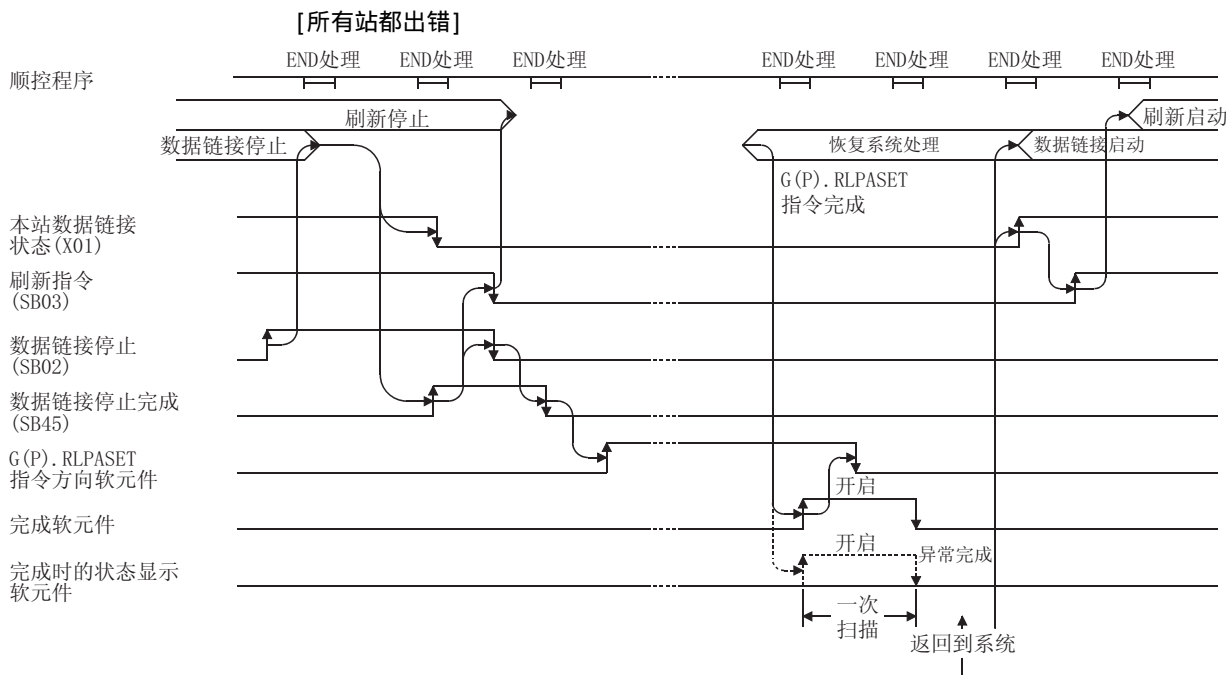 [所有站都出错]
END处理 END处理 END处理 END处理 END处理 END处理 END处理
顺控程序
刷新停止
刷新启动
数据链接停止
恢复系统处理
数据链接启动
G(P).RLPASET
指令完成
本站数据链接
状态(X01)
刷新指令
(SB03)
数据链接停止
(SB02)
数据链接停止完成
(SB45)
G(P).RLPASET
指令方向软元件
开启
完成软元件
开启
异常完成
完成时的状态显示
软元件
一次
扫描
返回到系统